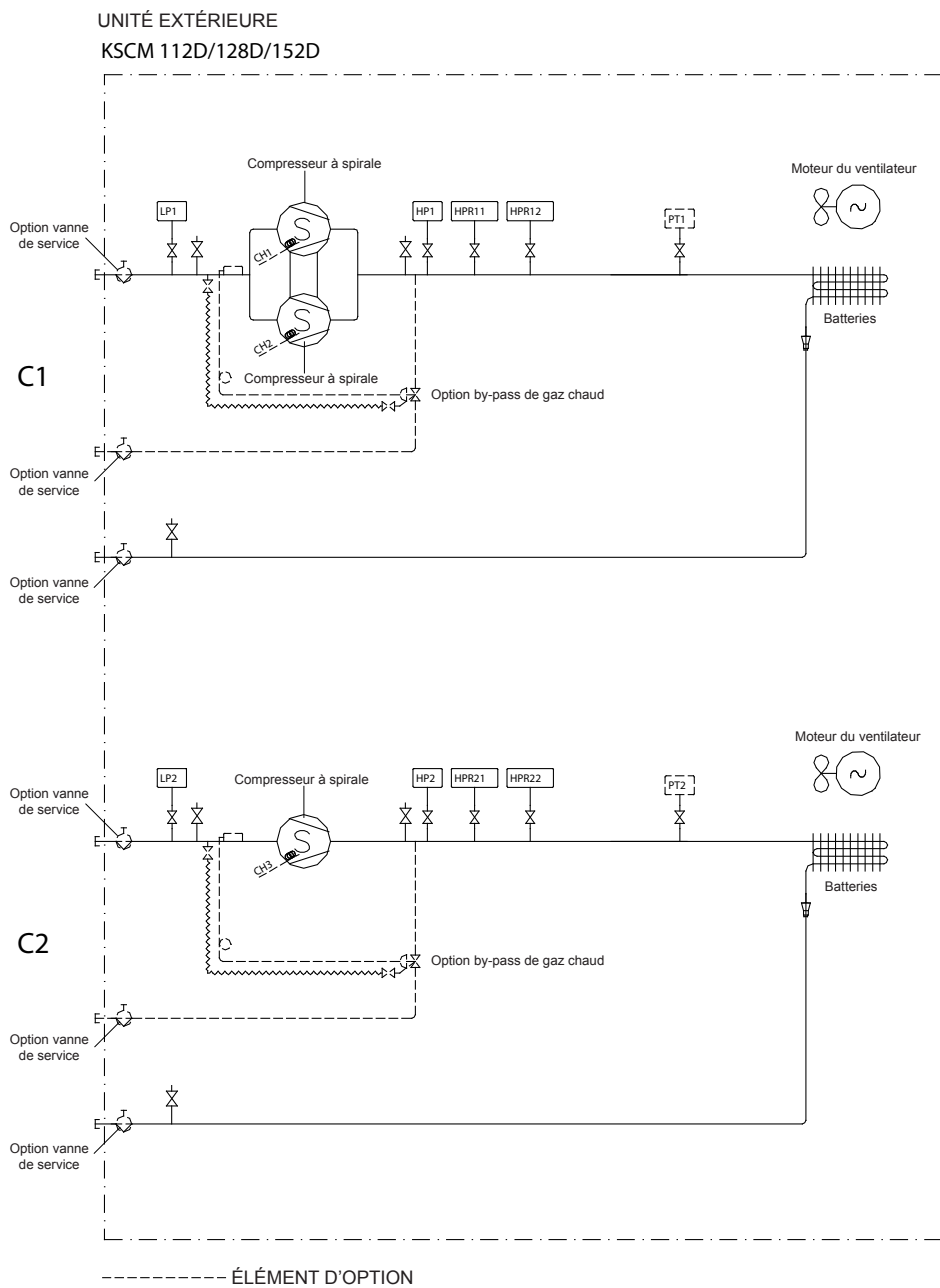 UNITÉ EXTÉRIEURE
KSCM 112D/128D/152D
Compresseur à spirale
Moteur du ventilateur
Option vanne
de service
LP1
HP1
HPR11
HPR12
PT1
CH1
CH2
Batteries
C1
Compresseur à spirale
Option by-pass de gaz chaud
Option vanne
de service
Option vanne
de service
Moteur du ventilateur
Option vanne
de service
LP2
Compresseur à spirale
HP2
HPR21
HPR22
PT2
CH3
Batteries
C2
Option by-pass de gaz chaud
Option vanne
de service
Option vanne
de service
ÉLÉMENT D'OPTION